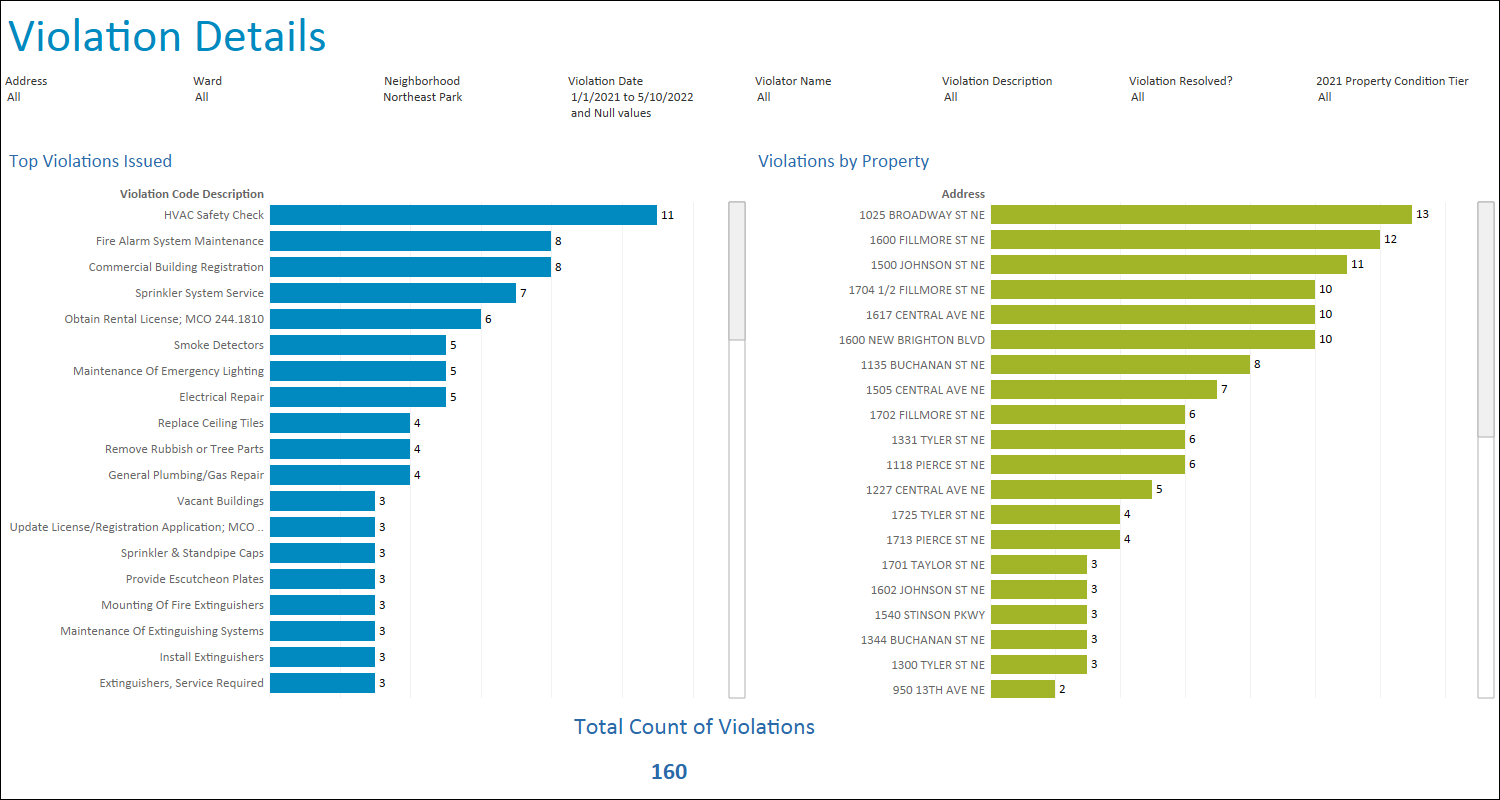 Violation Details
Address
All
Ward
All
Neighborhood
Northeast Park
Violation Date
1/1/2021 to 5/10/2022
and Null values
Violator Name
All
Violation Description
All
Violation Resolved?
All
2021 Property Condition Tier
All
Top Violations Issued
Violation Code Description
HVAC Safety Check 11
Fire Alarm System Maintenance 8
Commercial Building Registration 8
Sprinkler System Service 7
Obtain Rental License; MCO 244.1810 6
Smoke Detectors 5
Maintenance Of Emergency Lighting 5
Electrical Repair 5
Replace Ceiling Tiles 4
Remove Rubbish or Tree Parts 4
General Plumbing/Gas Repair 4
Vacant Buildings 3
Update License/Registration Application; MCO .. 3
Sprinkler & Standpipe Caps 3
Provide Escutcheon Plates 3
Mounting Of Fire Extinguishers 3
Maintenance Of Extinguishing Systems 3
Install Extinguishers 3
Extinguishers, Service Required 3
Violations by Property
Address
1025 BROADWAY ST NE 13
1600 FILLMORE ST NE 12
1500 JOHNSON ST NE 11
1704 1/2 FILLMORE ST NE 10
1617 CENTRAL AVE NE 10
1600 NEW BRIGHTON BLVD 10
1135 BUCHANAN ST NE 8
1505 CENTRAL AVE NE 7
1702 FILLMORE ST NE 6
1331 TYLER ST NE 6
1118 PIERCE ST NE 6
1227 CENTRAL AVE NE 5
1725 TYLER ST NE 4
1713 PIERCE ST NE 4
1701 TAYLOR ST NE 3
1602 JOHNSON ST NE 3
1540 STINSON PKWY 3
1344 BUCHANAN ST NE 3
1300 TYLER ST NE 3
950 13TH AVE NE 2
Total Count of Violations
160